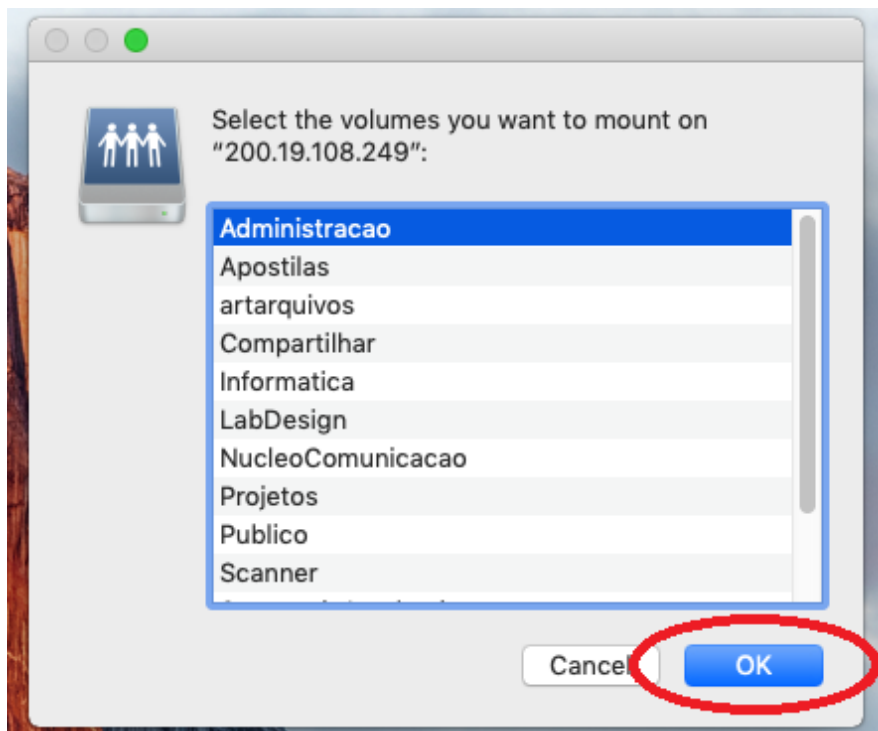 Select the volumes you want to mount on
“200.19.108.249”:
Administracao
Apostilas
artarquivos
Compartilhar
Informatica
LabDesign
NucleoComunicacao
Projetos
Publico
Scanner
Cancel
OK